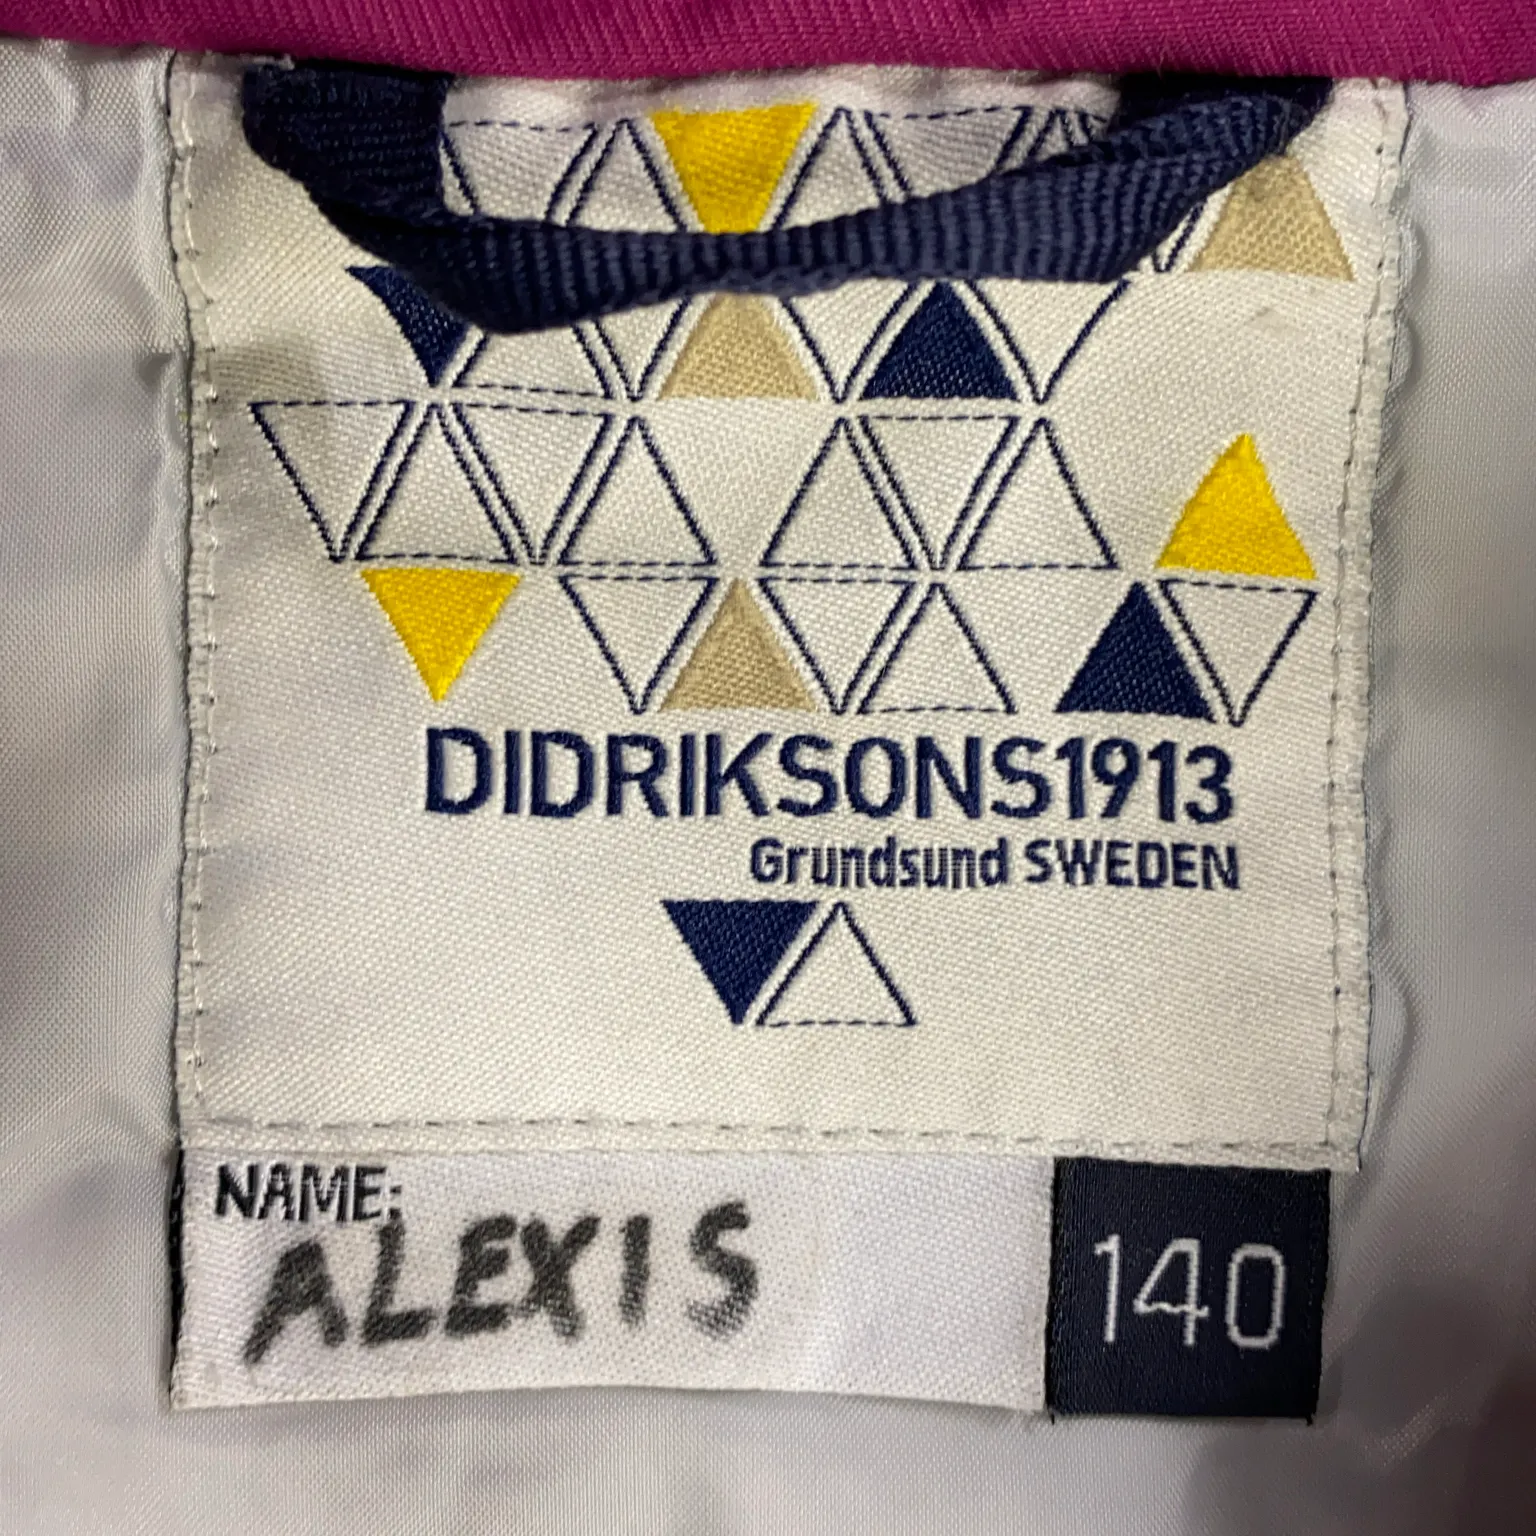 DIDRIKSONS1913
Grundsund SWEDEN
NAME:
ALEXIS
140